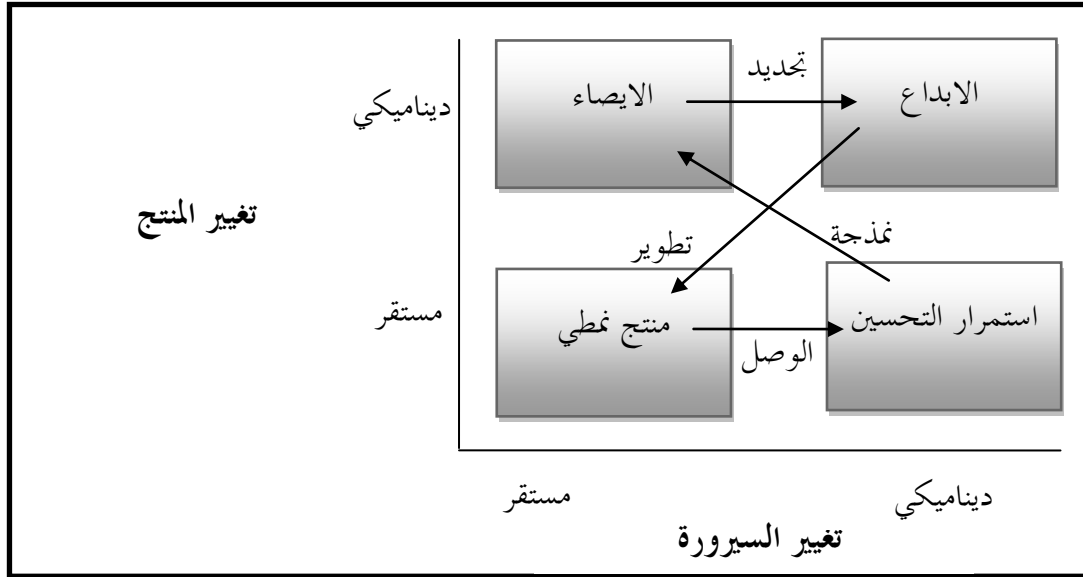 تجديد
الابداع
الايصاء
ديناميكي
تغيير المنتج
نمذجة
تطوير
استمرار التحسين
منتج نمطي
مستقر
الوصل
ديناميكي
مستقر
تغيير السيرورة